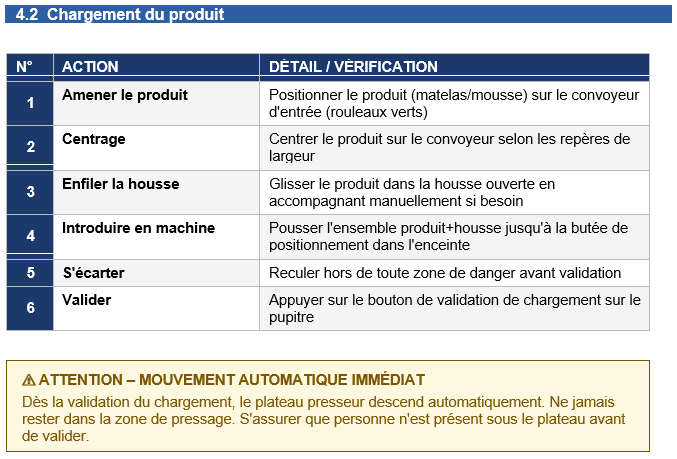 4.2 Chargement du produit
N° ACTION DÉTAIL / VÉRIFICATION
1 Amener le produit Positionner le produit (matelas/mousse) sur le convoyeur
d'entrée (rouleaux verts)
2 Centrage Centrer le produit sur le convoyeur selon les repères de
largeur
3 Enfiler la housse Glisser le produit dans la housse ouverte en
accompagnant manuellement si besoin
4 Introduire en machine Pousser l'ensemble produit+housse jusqu'à la butée de
positionnement dans l'enceinte
5 S'écarter Reculer hors de toute zone de danger avant validation
6 Valider Appuyer sur le bouton de validation de chargement sur le
pupitre
⚠ ATTENTION – MOUVEMENT AUTOMATIQUE IMMÉDIAT
Dès la validation du chargement, le plateau presseur descend automatiquement. Ne jamais
rester dans la zone de pressage. S'assurer que personne n'est présent sous le plateau avant
de valider.